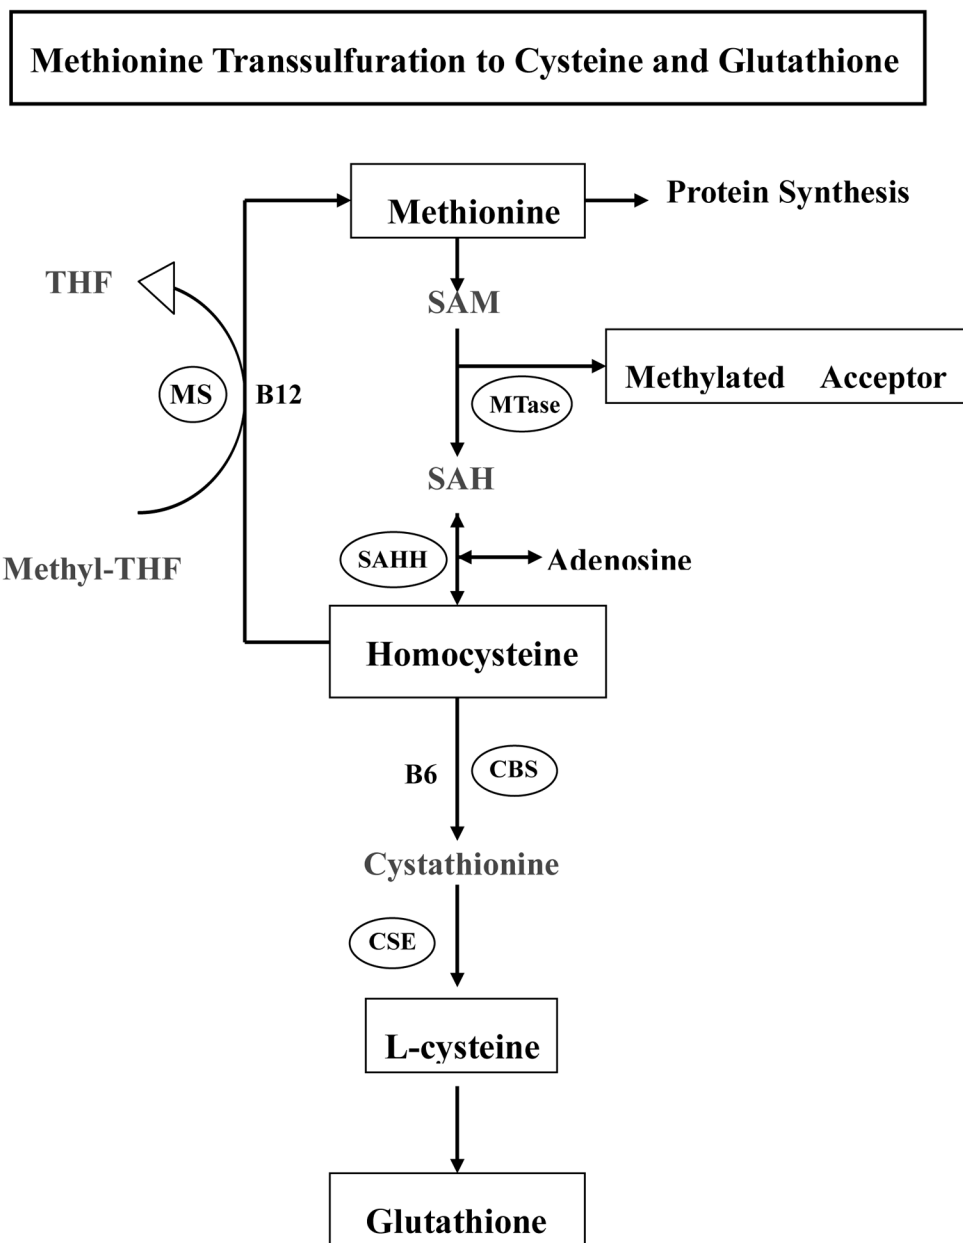 Methionine Transsulfuration to Cysteine and Glutathione
Methionine
Protein Synthesis
THF
SAM
MS
B12
MTase
Methylated Acceptor
SAH
Methyl-THF
SAHH
Adenosine
Homocysteine
B6
CBS
Cystathionine
CSE
L-cysteine
Glutathione